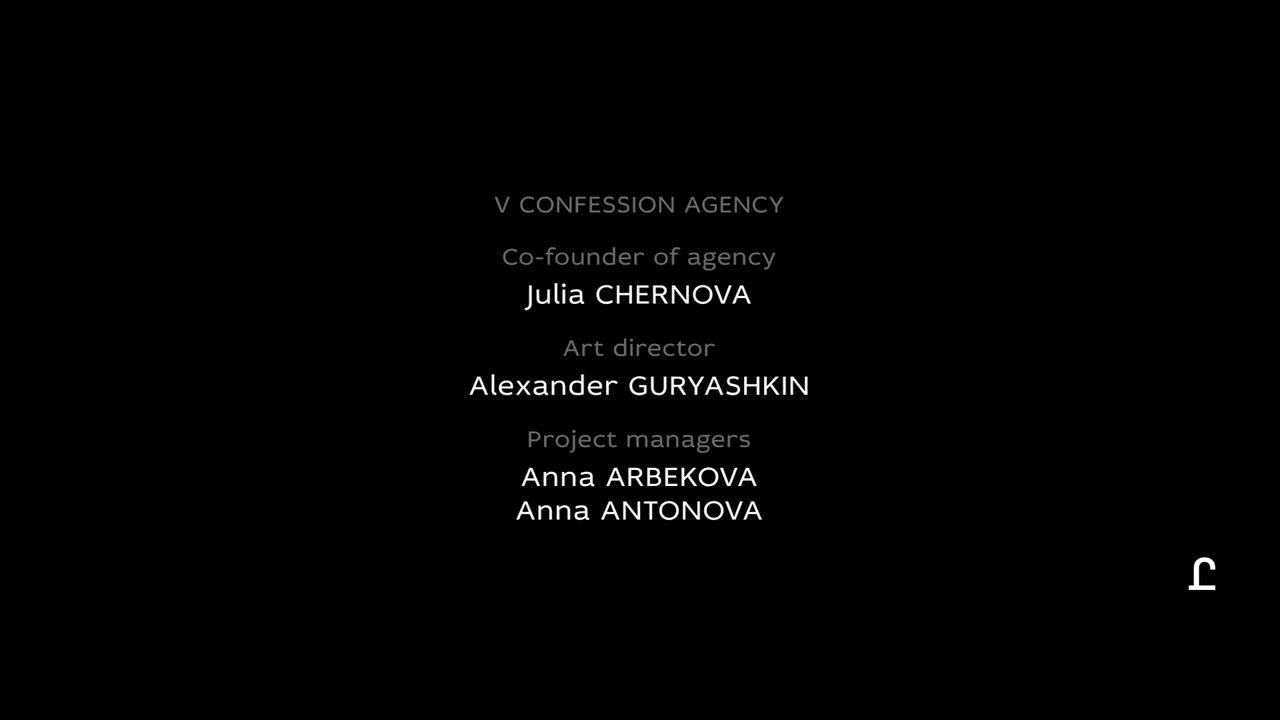 V CONFESSION AGENCY
Co-founder of agency
Julia CHERNOVA
Art director
Alexander GURYASHKIN
Project managers
Anna ARBEKOVA
Anna ANTONOVA